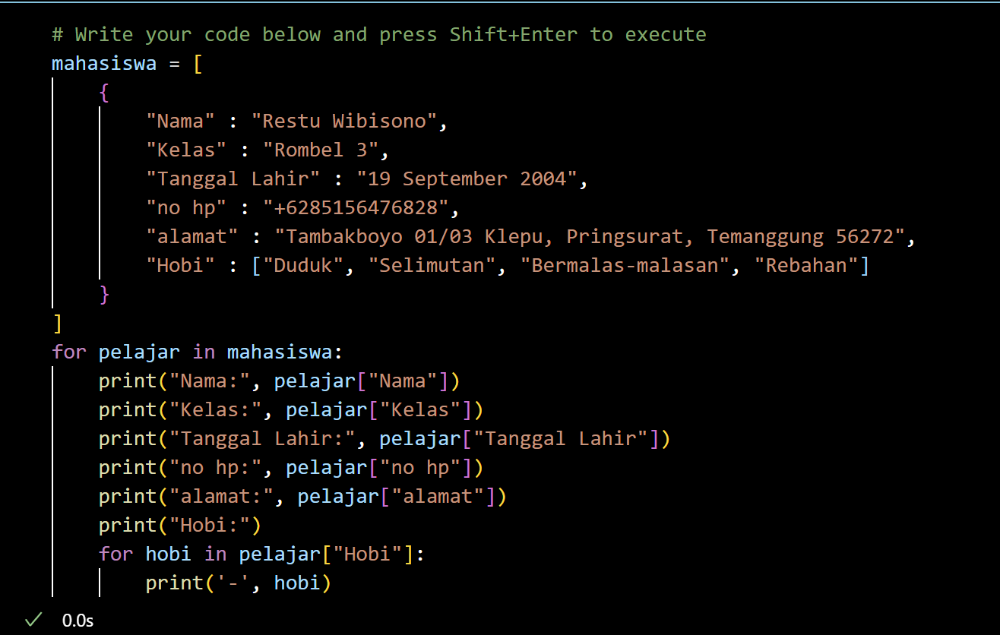 # Write your code below and press Shift+Enter to execute
mahasiswa = [
    {
        "Nama" : "Restu Wibisono",
        "Kelas" : "Rombel 3",
        "Tanggal Lahir" : "19 September 2004",
        "no hp" : "+6285156476828",
        "alamat" : "Tambakboyo 01/03 Klepu, Pringsurat, Temanggung 56272",
        "Hobi" : ["Duduk", "Selimutan", "Bermalas-malasan", "Rebahan"]
    }
]
for pelajar in mahasiswa:
    print("Nama:", pelajar["Nama"])
    print("Kelas:", pelajar["Kelas"])
    print("Tanggal Lahir:", pelajar["Tanggal Lahir"])
    print("no hp:", pelajar["no hp"])
    print("alamat:", pelajar["alamat"])
    print("Hobi:")
    for hobi in pelajar["Hobi"]:
        print('-', hobi)
✓ 0.0s